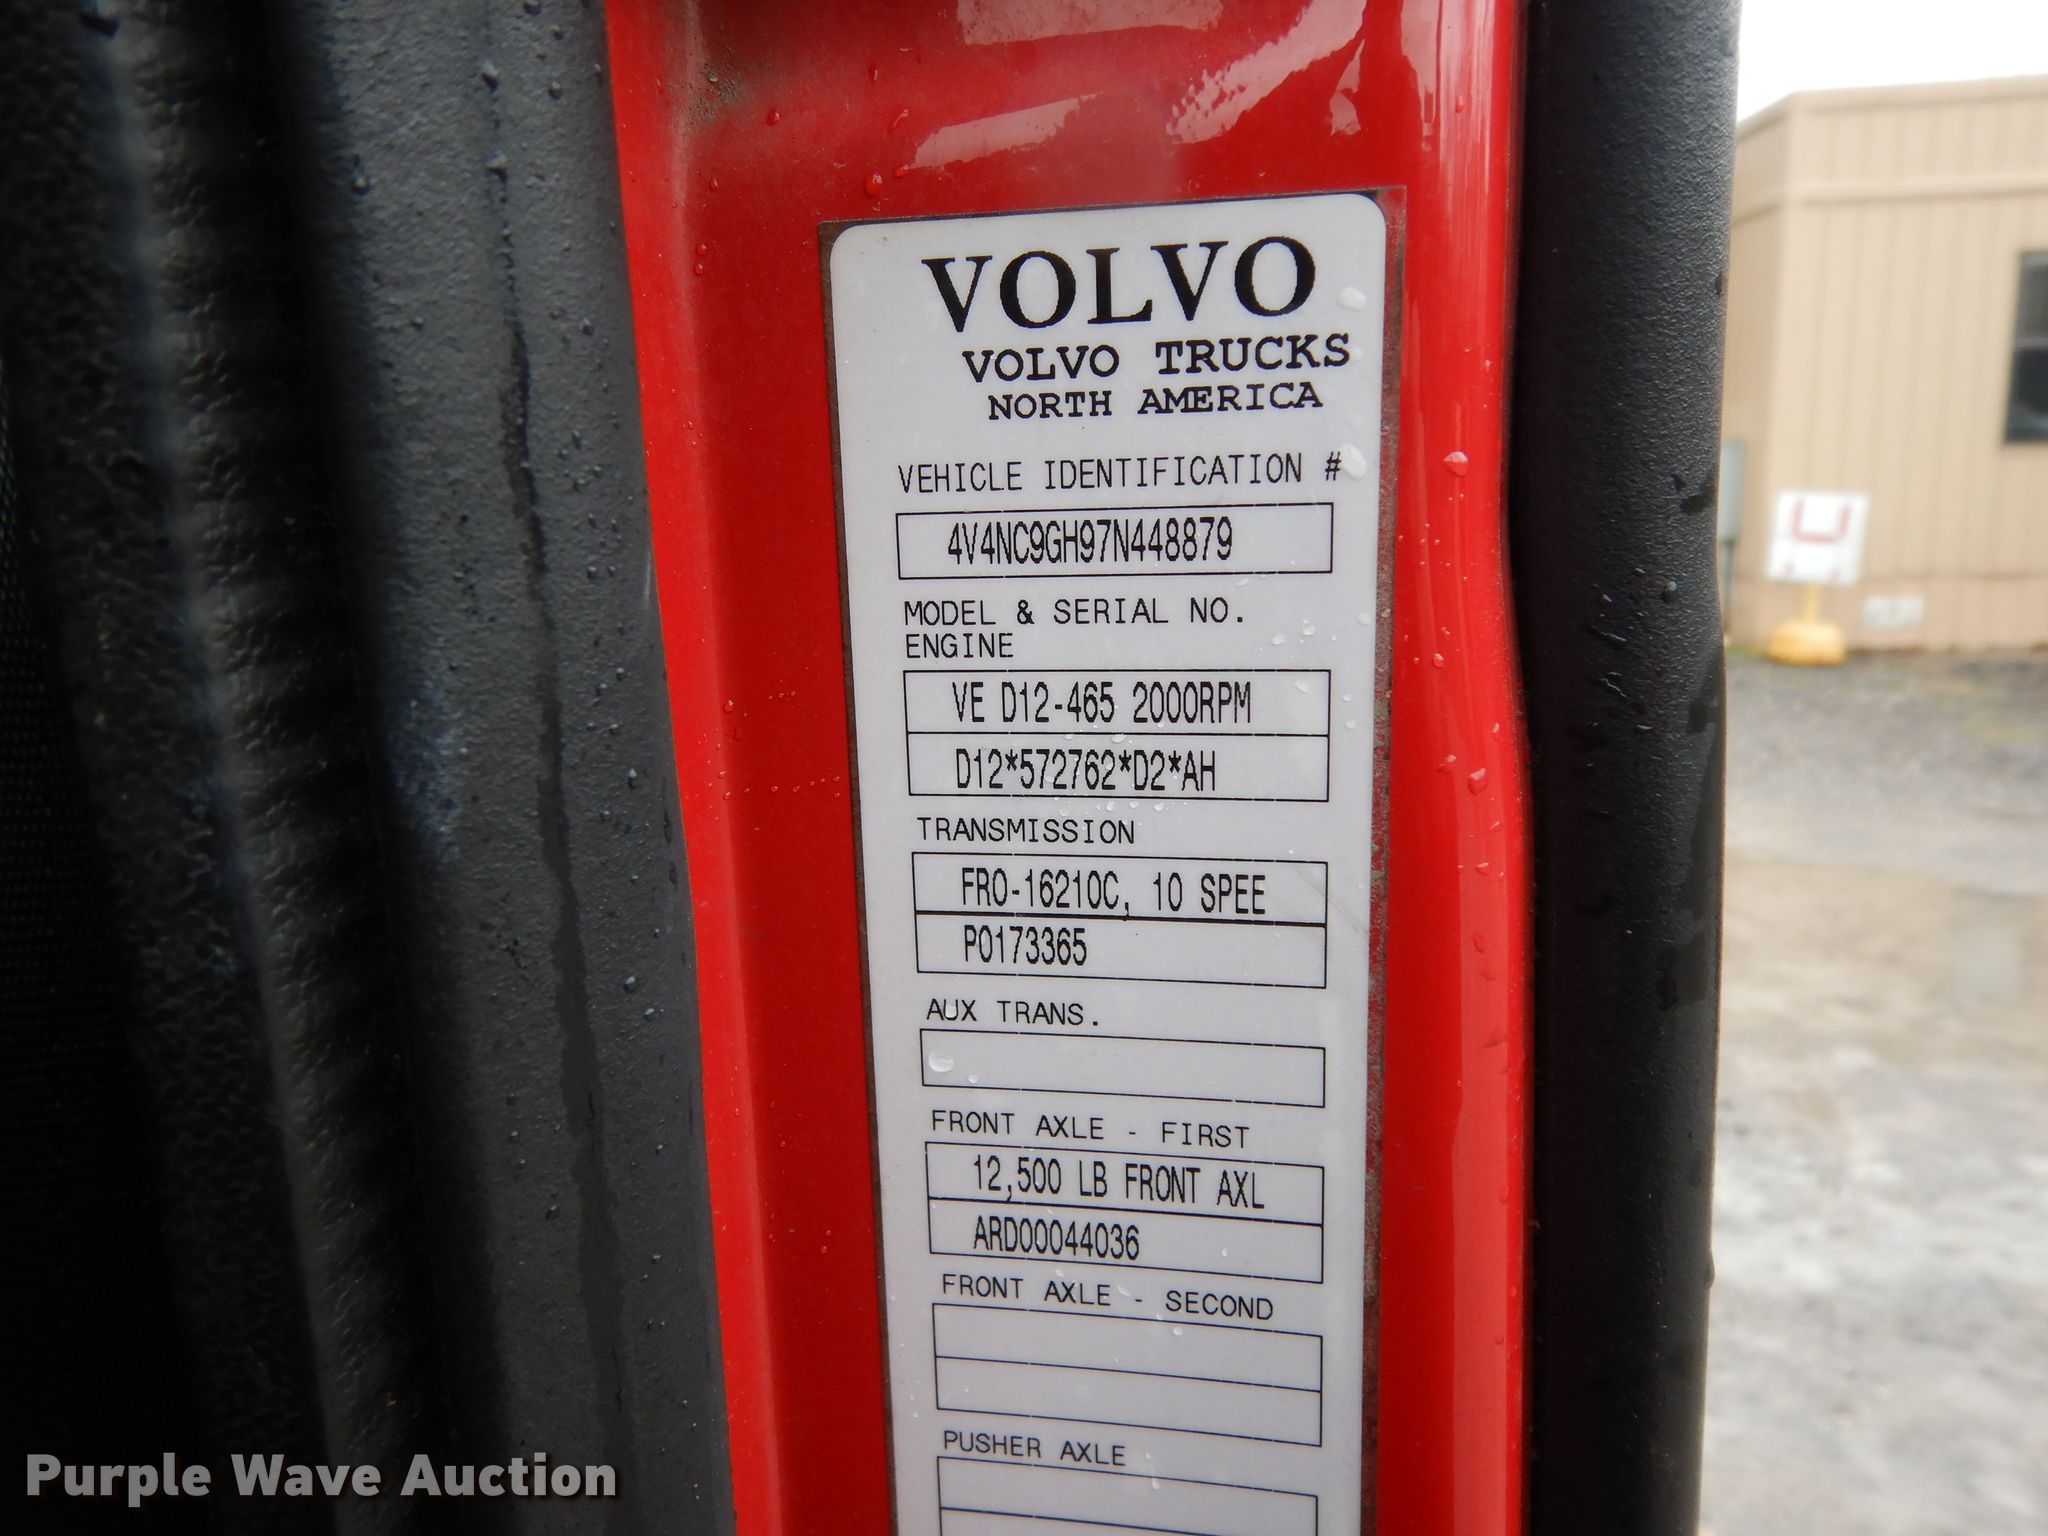 VOLVO
VOLVO TRUCKS
NORTH AMERICA
VEHICLE IDENTIFICATION #
4V4NC9GH97N448879
MODEL & SERIAL NO.
ENGINE
VE D12-465 2000RPM
D12*572762*D2*AH
TRANSMISSION
FRO-16210C, 10 SPEE
P0173365
AUX TRANS.
FRONT AXLE - FIRST
12,500 LB FRONT AXL
ARD00044036
FRONT AXLE - SECOND
PUSHER AXLE
Purple Wave Auction